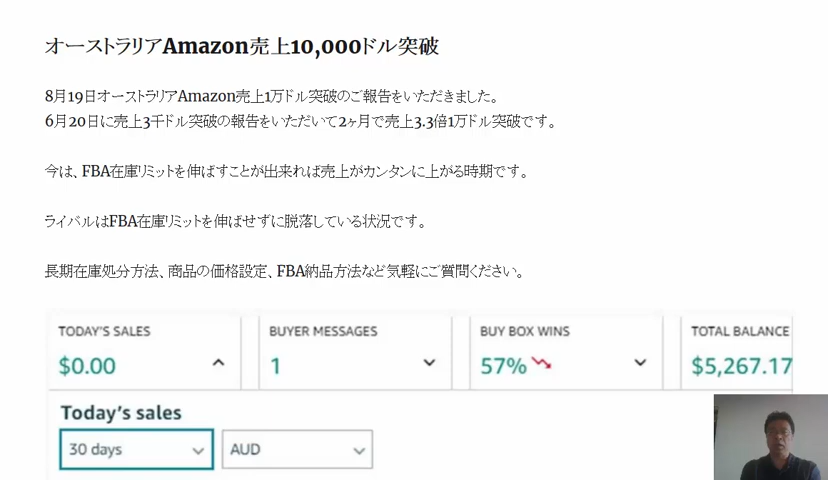 オーストラリアAmazon売上10,000ドル突破
8月19日オーストラリアAmazon売上1万ドル突破のご報告をいただきました。
6月20日に売上3千ドル突破の報告をいただいて2ヶ月で売上3.3倍1万ドル突破です。
今は、FBA在庫リミットを伸ばすことが出来れば売上がカンタンに上がる時期です。
ライバルはFBA在庫リミットを伸ばせずに脱落している状況です。
長期在庫処分方法、商品の価格設定、FBA納品方法など気軽にご質問ください。
TODAY'S SALES BUYER MESSAGES BUY BOX WINS TOTAL BALANCE
$0.00 1 57% $5,267.17
Today's sales
30 days AUD